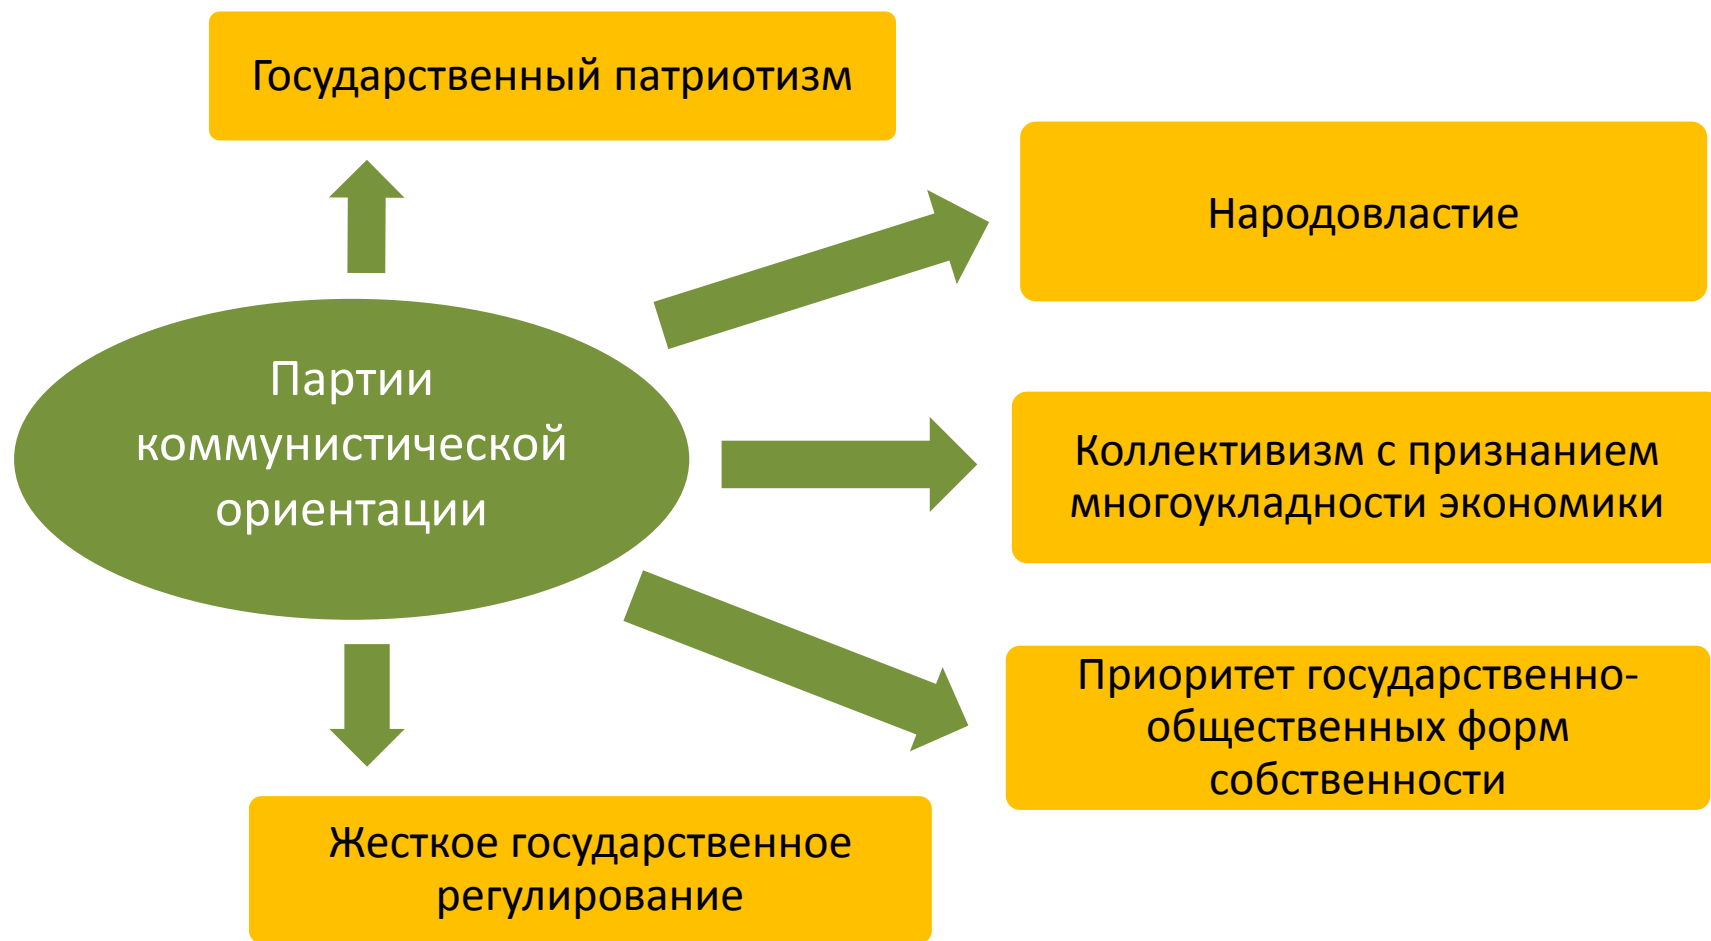 Государственный патриотизм
Народовластие
Партии
коммунистической
ориентации
Коллективизм с признанием
многоукладности экономики
Приоритет государственно-
общественных форм
собственности
Жесткое государственное
регулирование